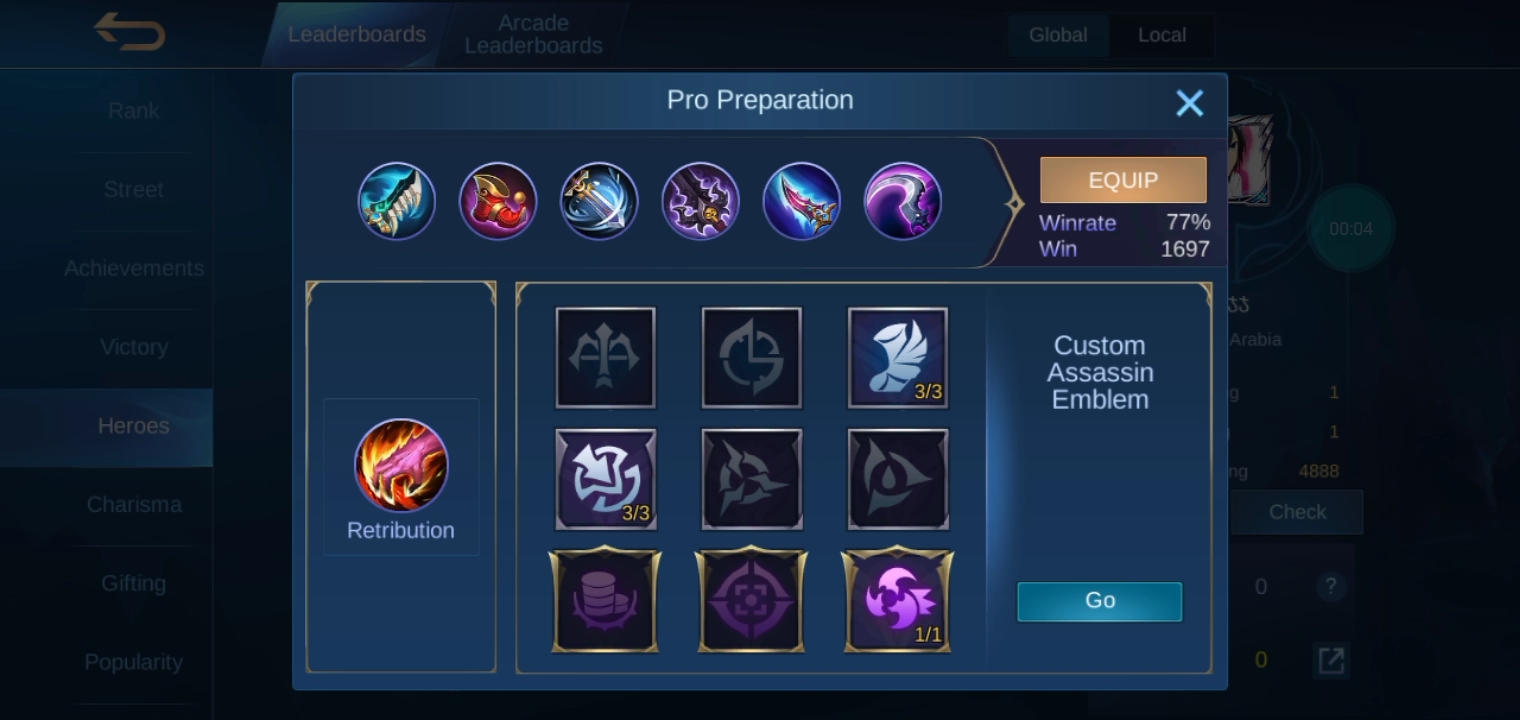 Leaderboards
Arcade
Leaderboards
Global
Local
Rank
Street
Achievements
Victory
Heroes
Charisma
Gifting
Popularity
Pro Preparation
EQUIP
Winrate 77%
Win 1697
Retribution
3/3
3/3
1/1
Custom
Assassin
Emblem
Go
00:04
Arabia
1
1
4888
Check
0
?
0